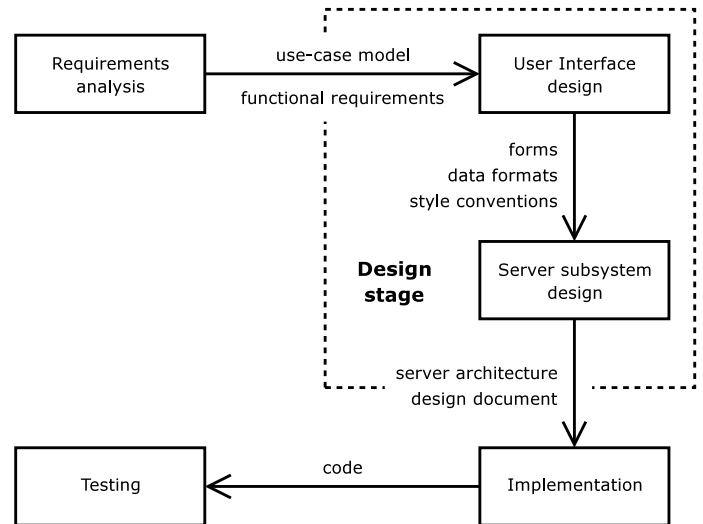 Requirements
analysis
use-case model
functional requirements
User Interface
design
forms
data formats
style conventions
Design
stage
Server subsystem
design
server architecture
design document
Testing
code
Implementation